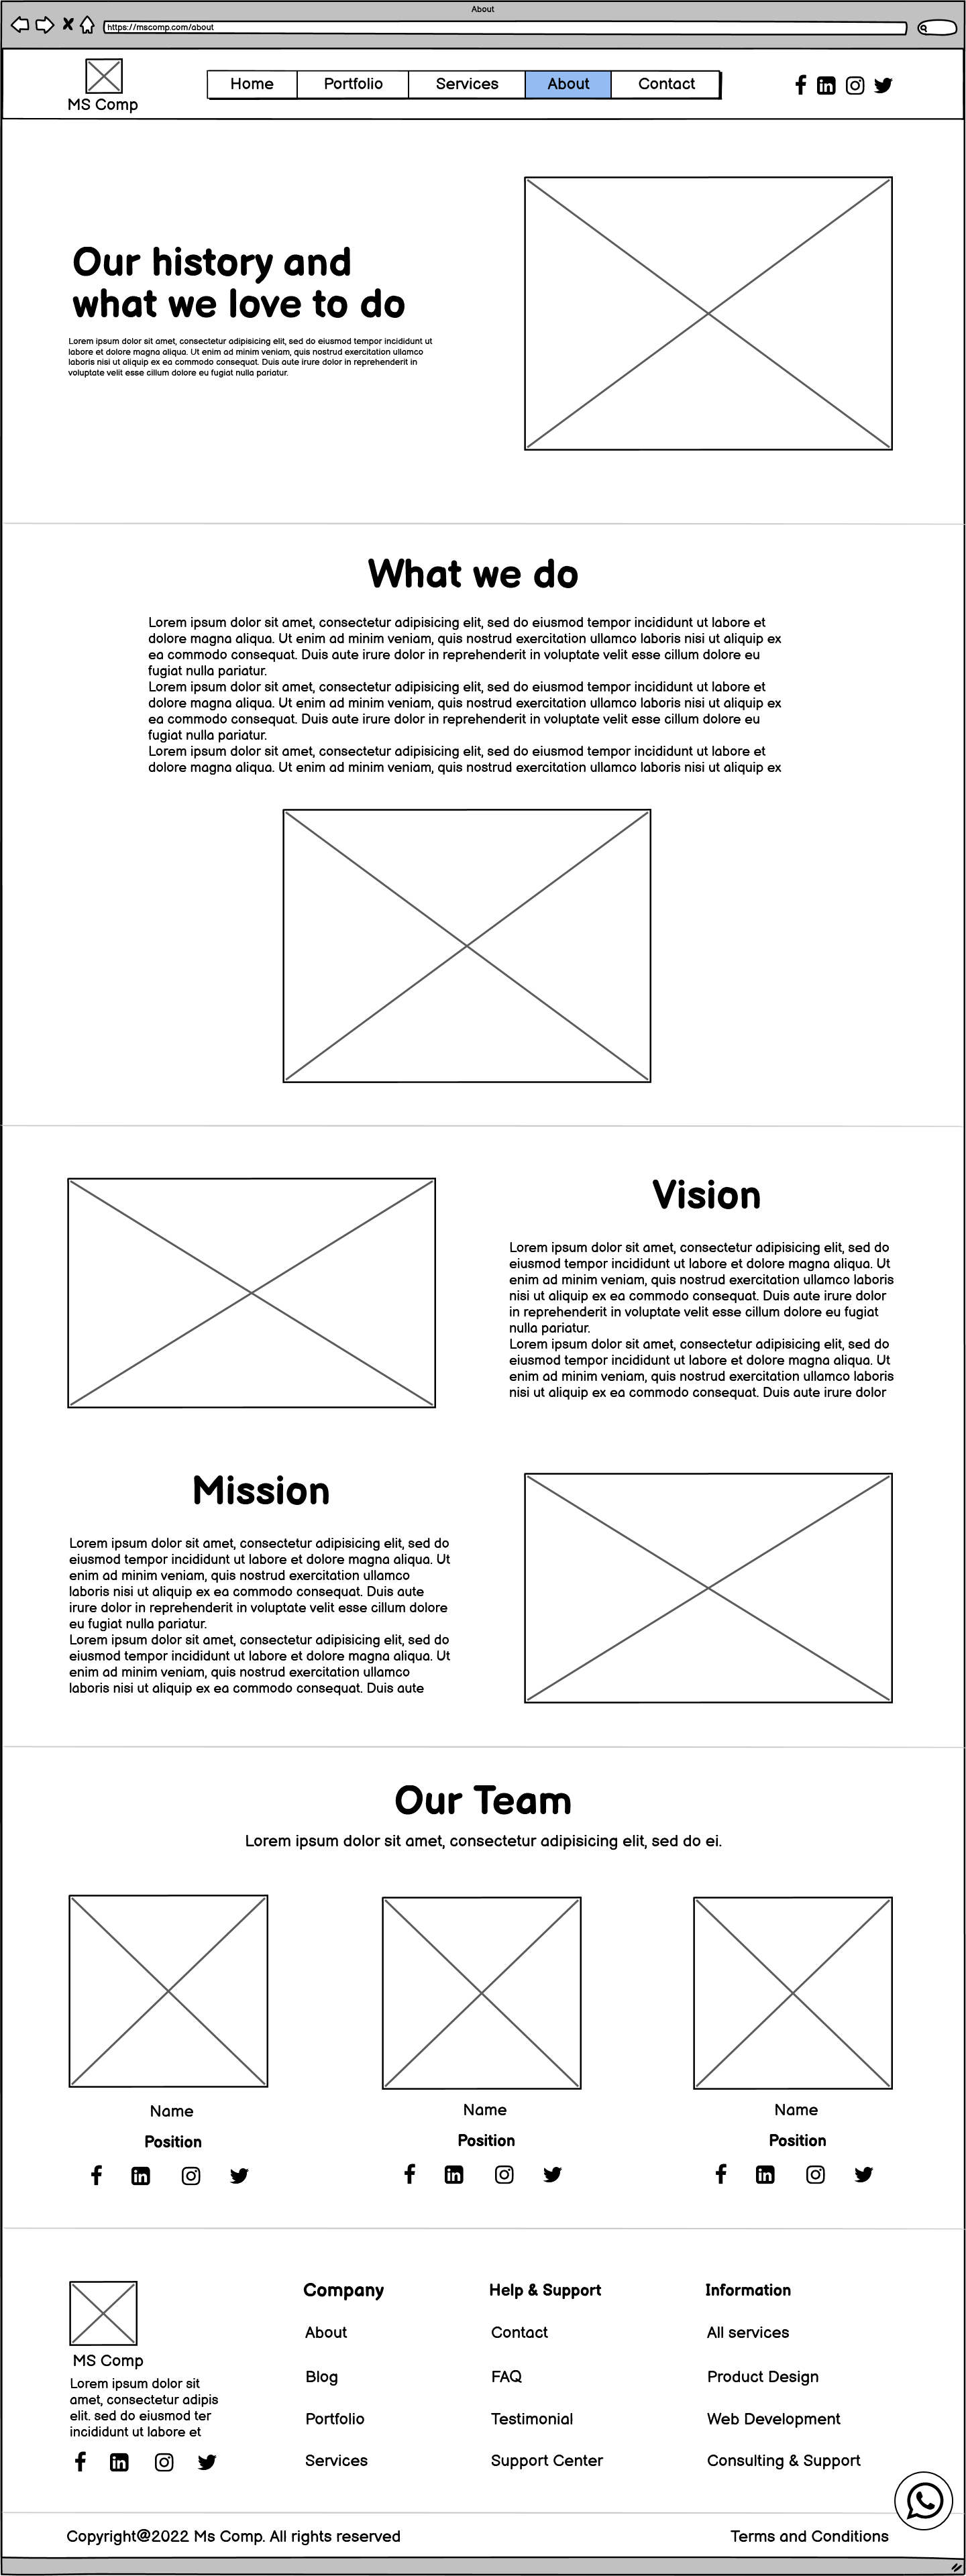 About
https://mscomp.com/about
MS Comp
Home Portfolio Services About Contact
Our history and
what we love to do
Lorem ipsum dolor sit amet, consectetur adipisicing elit, sed do eiusmod tempor incididunt ut
labore et dolore magna aliqua. Ut enim ad minim veniam, quis nostrud exercitation ullamco
laboris nisi ut aliquip ex ea commodo consequat. Duis aute irure dolor in reprehenderit in
voluptate velit esse cillum dolore eu fugiat nulla pariatur.
What we do
Lorem ipsum dolor sit amet, consectetur adipisicing elit, sed do eiusmod tempor incididunt ut labore et
dolore magna aliqua. Ut enim ad minim veniam, quis nostrud exercitation ullamco laboris nisi ut aliquip ex
ea commodo consequat. Duis aute irure dolor in reprehenderit in voluptate velit esse cillum dolore eu
fugiat nulla pariatur.
Lorem ipsum dolor sit amet, consectetur adipisicing elit, sed do eiusmod tempor incididunt ut labore et
dolore magna aliqua. Ut enim ad minim veniam, quis nostrud exercitation ullamco laboris nisi ut aliquip ex
ea commodo consequat. Duis aute irure dolor in reprehenderit in voluptate velit esse cillum dolore eu
fugiat nulla pariatur.
Lorem ipsum dolor sit amet, consectetur adipisicing elit, sed do eiusmod tempor incididunt ut labore et
dolore magna aliqua. Ut enim ad minim veniam, quis nostrud exercitation ullamco laboris nisi ut aliquip ex
Vision
Lorem ipsum dolor sit amet, consectetur adipisicing elit, sed do
eiusmod tempor incididunt ut labore et dolore magna aliqua. Ut
enim ad minim veniam, quis nostrud exercitation ullamco laboris
nisi ut aliquip ex ea commodo consequat. Duis aute irure dolor
in reprehenderit in voluptate velit esse cillum dolore eu fugiat
nulla pariatur.
Lorem ipsum dolor sit amet, consectetur adipisicing elit, sed do
eiusmod tempor incididunt ut labore et dolore magna aliqua. Ut
enim ad minim veniam, quis nostrud exercitation ullamco laboris
nisi ut aliquip ex ea commodo consequat. Duis aute irure dolor
Mission
Lorem ipsum dolor sit amet, consectetur adipisicing elit, sed do
eiusmod tempor incididunt ut labore et dolore magna aliqua. Ut
enim ad minim veniam, quis nostrud exercitation ullamco
laboris nisi ut aliquip ex ea commodo consequat. Duis aute
irure dolor in reprehenderit in voluptate velit esse cillum dolore
eu fugiat nulla pariatur.
Lorem ipsum dolor sit amet, consectetur adipisicing elit, sed do
eiusmod tempor incididunt ut labore et dolore magna aliqua. Ut
enim ad minim veniam, quis nostrud exercitation ullamco
laboris nisi ut aliquip ex ea commodo consequat. Duis aute
Our Team
Lorem ipsum dolor sit amet, consectetur adipisicing elit, sed do ei.
Name Name Name
Position Position Position
MS Comp
Lorem ipsum dolor sit
amet, consectetur adipis
elit. sed do eiusmod ter
incididunt ut labore et
Company
About
Blog
Portfolio
Services
Help & Support
Contact
FAQ
Testimonial
Support Center
Information
All services
Product Design
Web Development
Consulting & Support
Copyright@2022 Ms Comp. All rights reserved Terms and Conditions